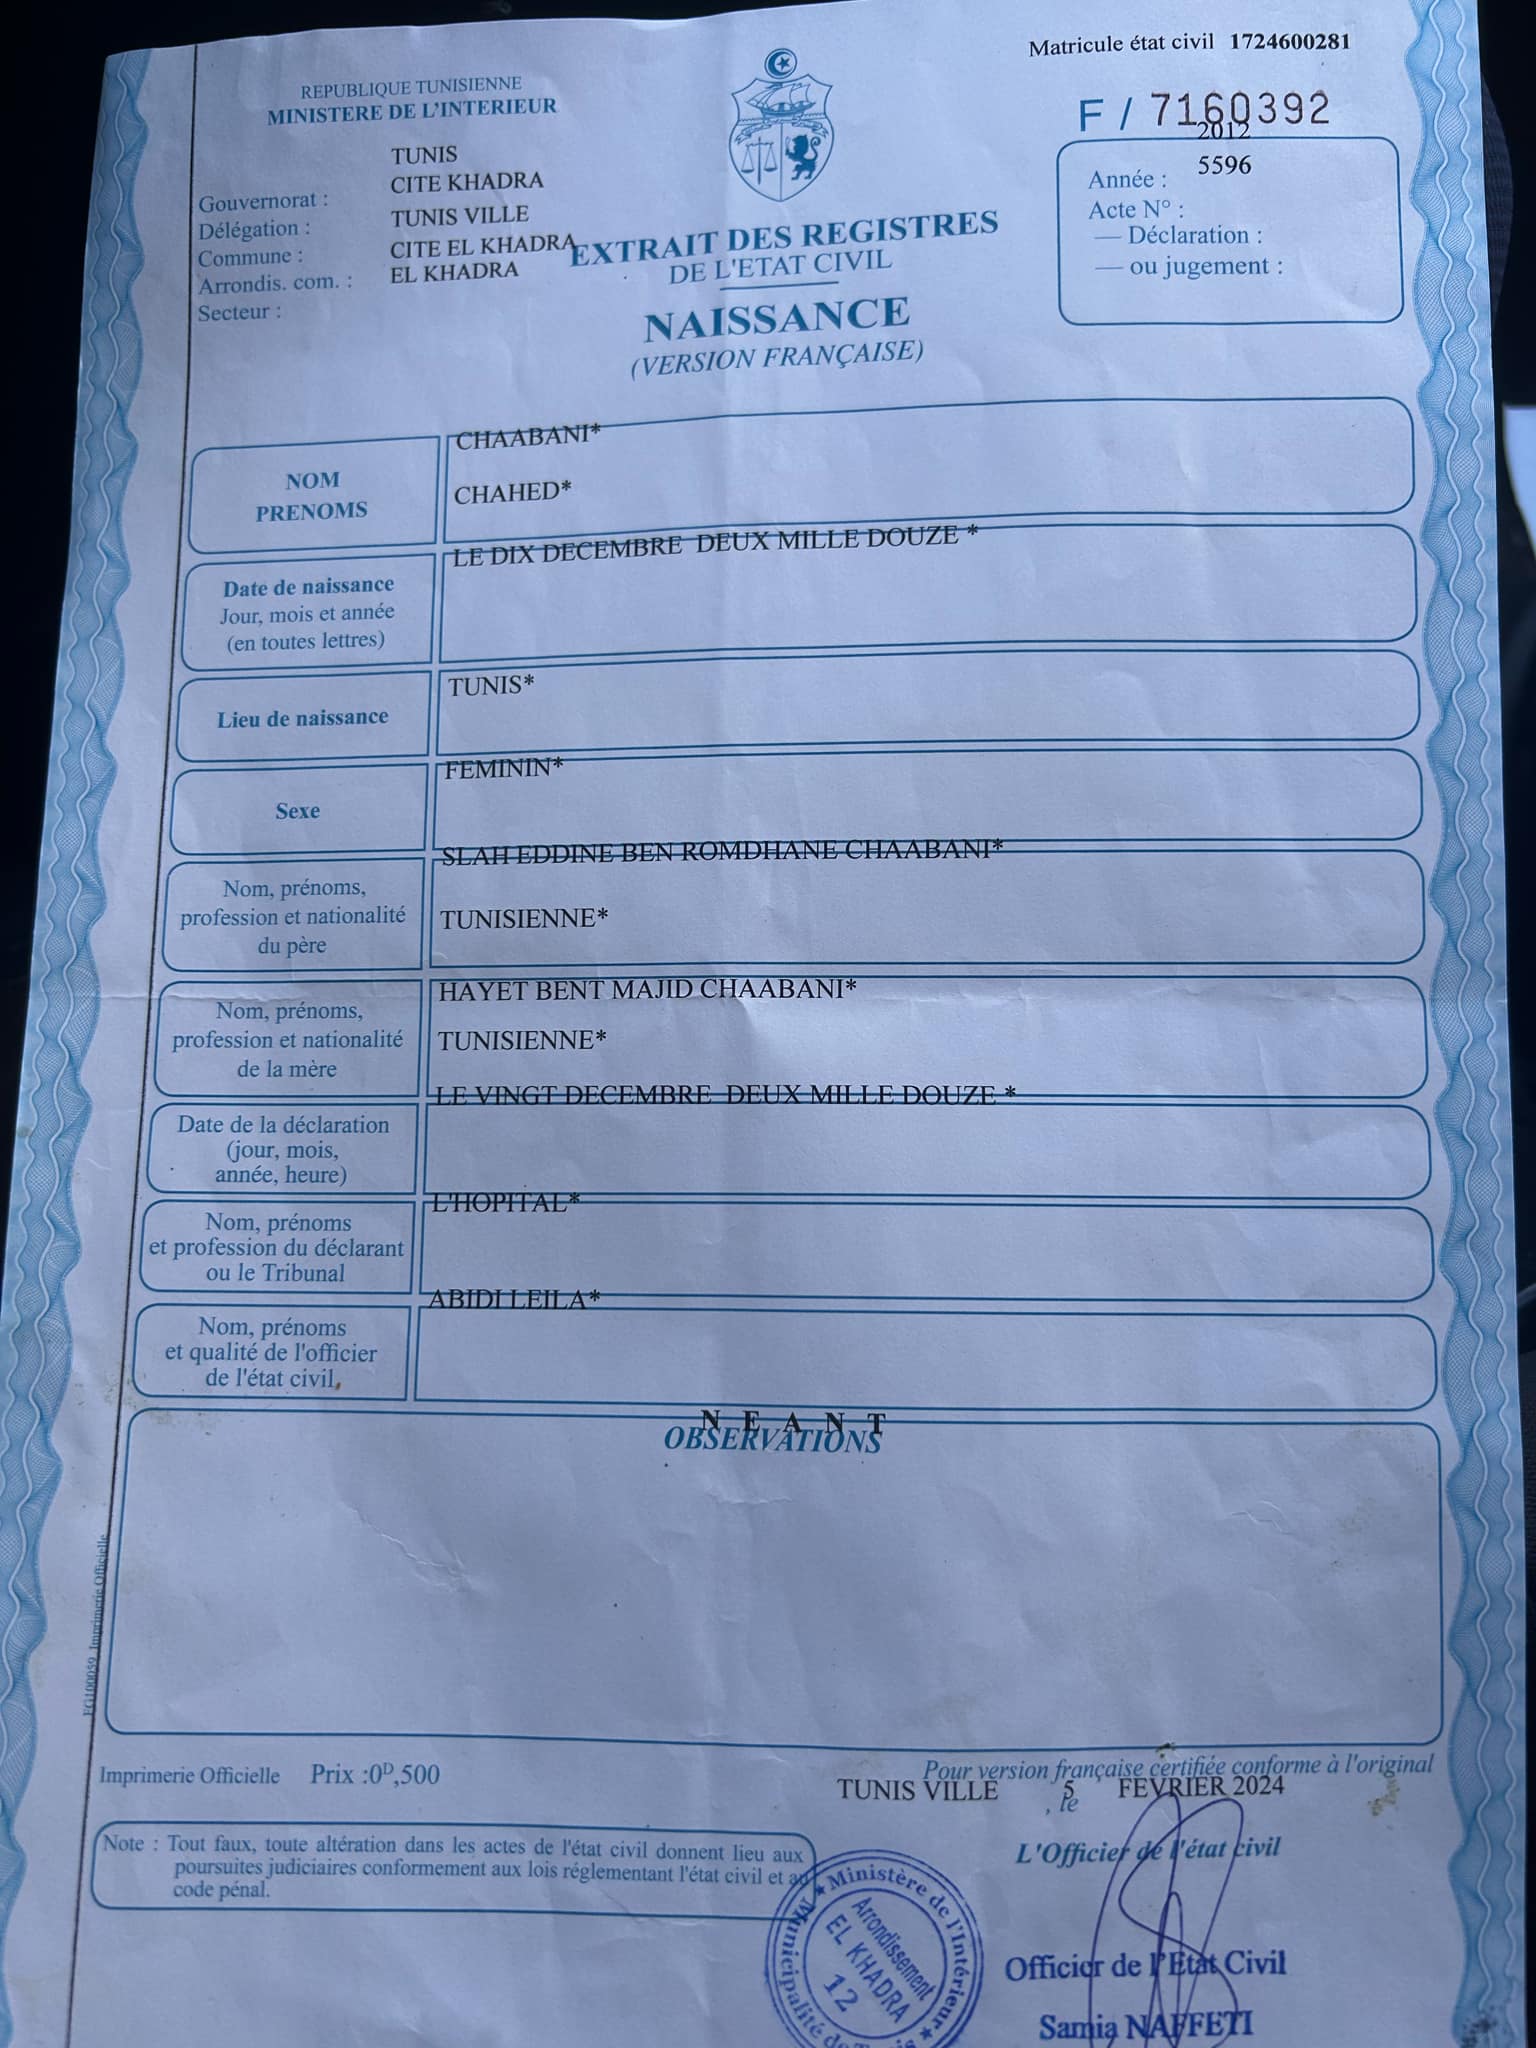 Matricule état civil 1724600281
REPUBLIQUE TUNISIENNE
MINISTERE DE L'INTERIEUR
F / 7160392
2012
Année : 5596
Acte N° :
— Déclaration :
— ou jugement :
TUNIS
CITE KHADRA
Gouvernorat :
TUNIS VILLE
Délégation :
CITE EL KHADRA
Commune :
EL KHADRA
Arrondis. com. :
Secteur :
EXTRAIT DES REGISTRES
DE L'ETAT CIVIL
NAISSANCE
(VERSION FRANÇAISE)
NOM
PRENOMS
CHAABANI*
CHAHED*
Date de naissance
Jour, mois et année
(en toutes lettres)
LE DIX DECEMBRE DEUX MILLE DOUZE *
Lieu de naissance
TUNIS*
Sexe
FEMININ*
Nom, prénoms,
profession et nationalité
du père
SLAH EDDINE BEN ROMDHANE CHAABANI*
TUNISIENNE*
Nom, prénoms,
profession et nationalité
de la mère
HAYET BENT MAJID CHAABANI*
TUNISIENNE*
Date de la déclaration
(jour, mois,
année, heure)
LE VINGT DECEMBRE DEUX MILLE DOUZE *
Nom, prénoms
et profession du déclarant
ou le Tribunal
L'HOPITAL*
Nom, prénoms
et qualité de l'officier
de l'état civil
ABIDI LEILA*
N E A N T
OBSERVATIONS
EG100059 Imprimerie Officielle
Imprimerie Officielle Prix :0D,500
Pour version française certifiée conforme à l'original
TUNIS VILLE , le 5 FEVRIER 2024
L'Officier de l'état civil
Note : Tout faux, toute altération dans les actes de l'état civil donnent lieu aux
poursuites judiciaires conformement aux lois réglementant l'état civil et au
code pénal.
Ministère de l'Intérieur
Municipalité de Tunis
Arrondissement
EL KHADRA
12
Officier de l'Etat Civil
Samia NAFFETI